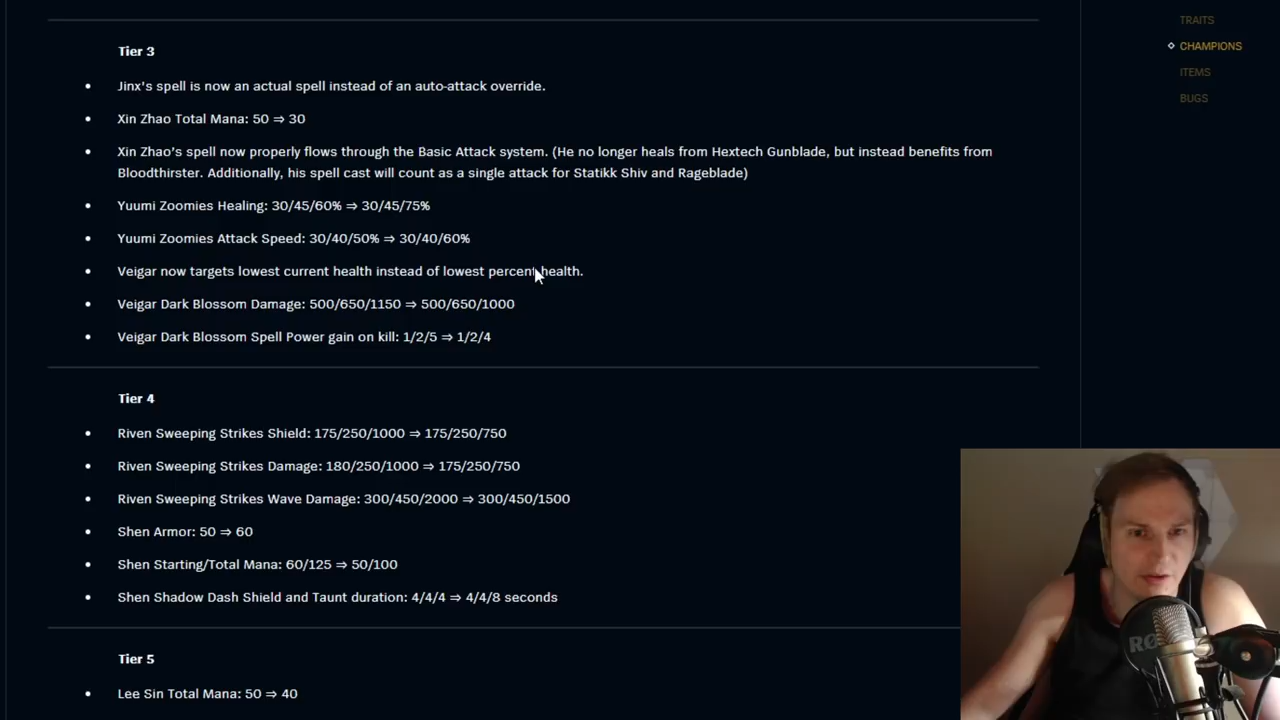 TRAITS
CHAMPIONS
ITEMS
BUGS
Tier 3
Jinx's spell is now an actual spell instead of an auto-attack override.
Xin Zhao Total Mana: 50 ⇒ 30
Xin Zhao's spell now properly flows through the Basic Attack system. (He no longer heals from Hextech Gunblade, but instead benefits from
Bloodthirster. Additionally, his spell cast will count as a single attack for Statikk Shiv and Rageblade)
Yuumi Zoomies Healing: 30/45/60% ⇒ 30/45/75%
Yuumi Zoomies Attack Speed: 30/40/50% ⇒ 30/40/60%
Veigar now targets lowest current health instead of lowest percent health.
Veigar Dark Blossom Damage: 500/650/1150 ⇒ 500/650/1000
Veigar Dark Blossom Spell Power gain on kill: 1/2/5 ⇒ 1/2/4
Tier 4
Riven Sweeping Strikes Shield: 175/250/1000 ⇒ 175/250/750
Riven Sweeping Strikes Damage: 180/250/1000 ⇒ 175/250/750
Riven Sweeping Strikes Wave Damage: 300/450/2000 ⇒ 300/450/1500
Shen Armor: 50 ⇒ 60
Shen Starting/Total Mana: 60/125 ⇒ 50/100
Shen Shadow Dash Shield and Taunt duration: 4/4/4 ⇒ 4/4/8 seconds
Tier 5
Lee Sin Total Mana: 50 ⇒ 40